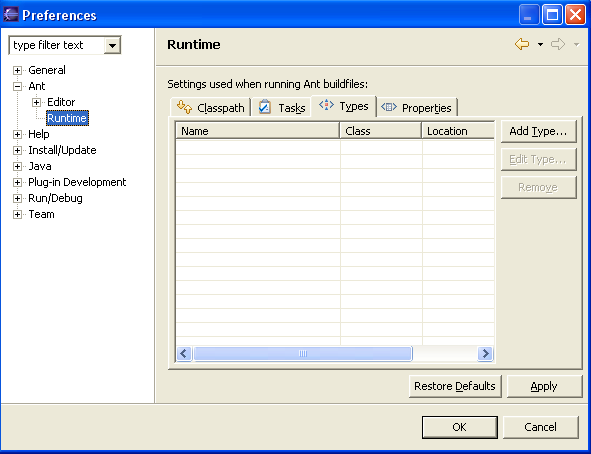 Preferences
type filter text
General
Ant
Editor
Runtime
Help
Install/Update
Java
Plug-in Development
Run/Debug
Team
Runtime
Settings used when running Ant buildfiles:
Classpath Tasks Types Properties
Name Class Location
Add Type...
Edit Type...
Remove
Restore Defaults Apply
OK Cancel